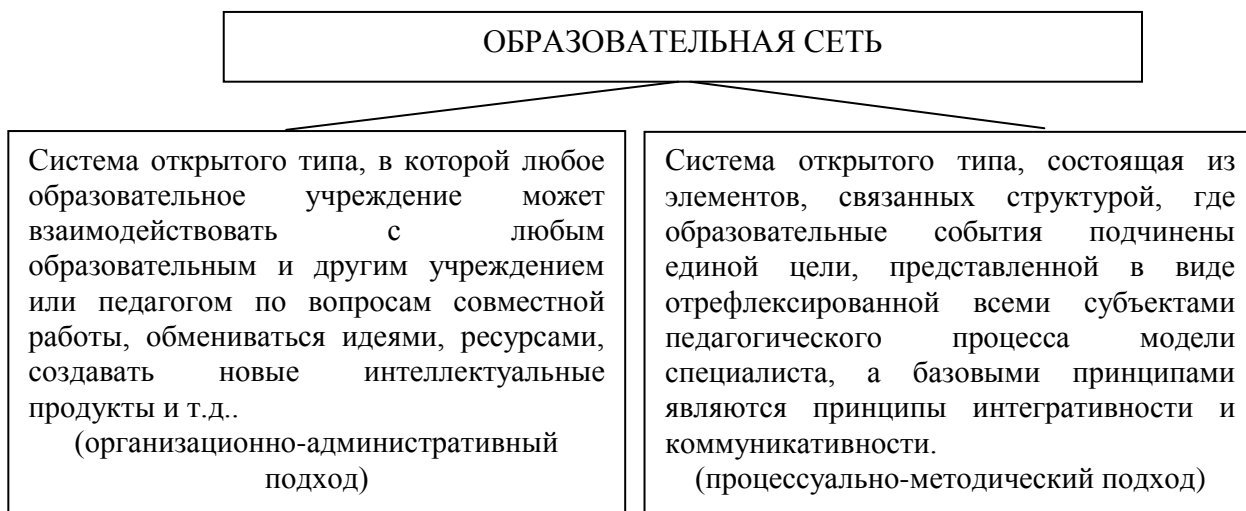 ОБРАЗОВАТЕЛЬНАЯ СЕТЬ
Система открытого типа, в которой любое
образовательное учреждение может
взаимодействовать с любым
образовательным и другим учреждением
или педагогом по вопросам совместной
работы, обмениваться идеями, ресурсами,
создавать новые интеллектуальные
продукты и т.д..
(организационно-административный
подход)
Система открытого типа, состоящая из
элементов, связанных структурой, где
образовательные события подчинены
единой цели, представленной в виде
отрефлексированной всеми субъектами
педагогического процесса модели
специалиста, а базовыми принципами
являются принципы интегративности и
коммуникативности.
(процессуально-методический подход)